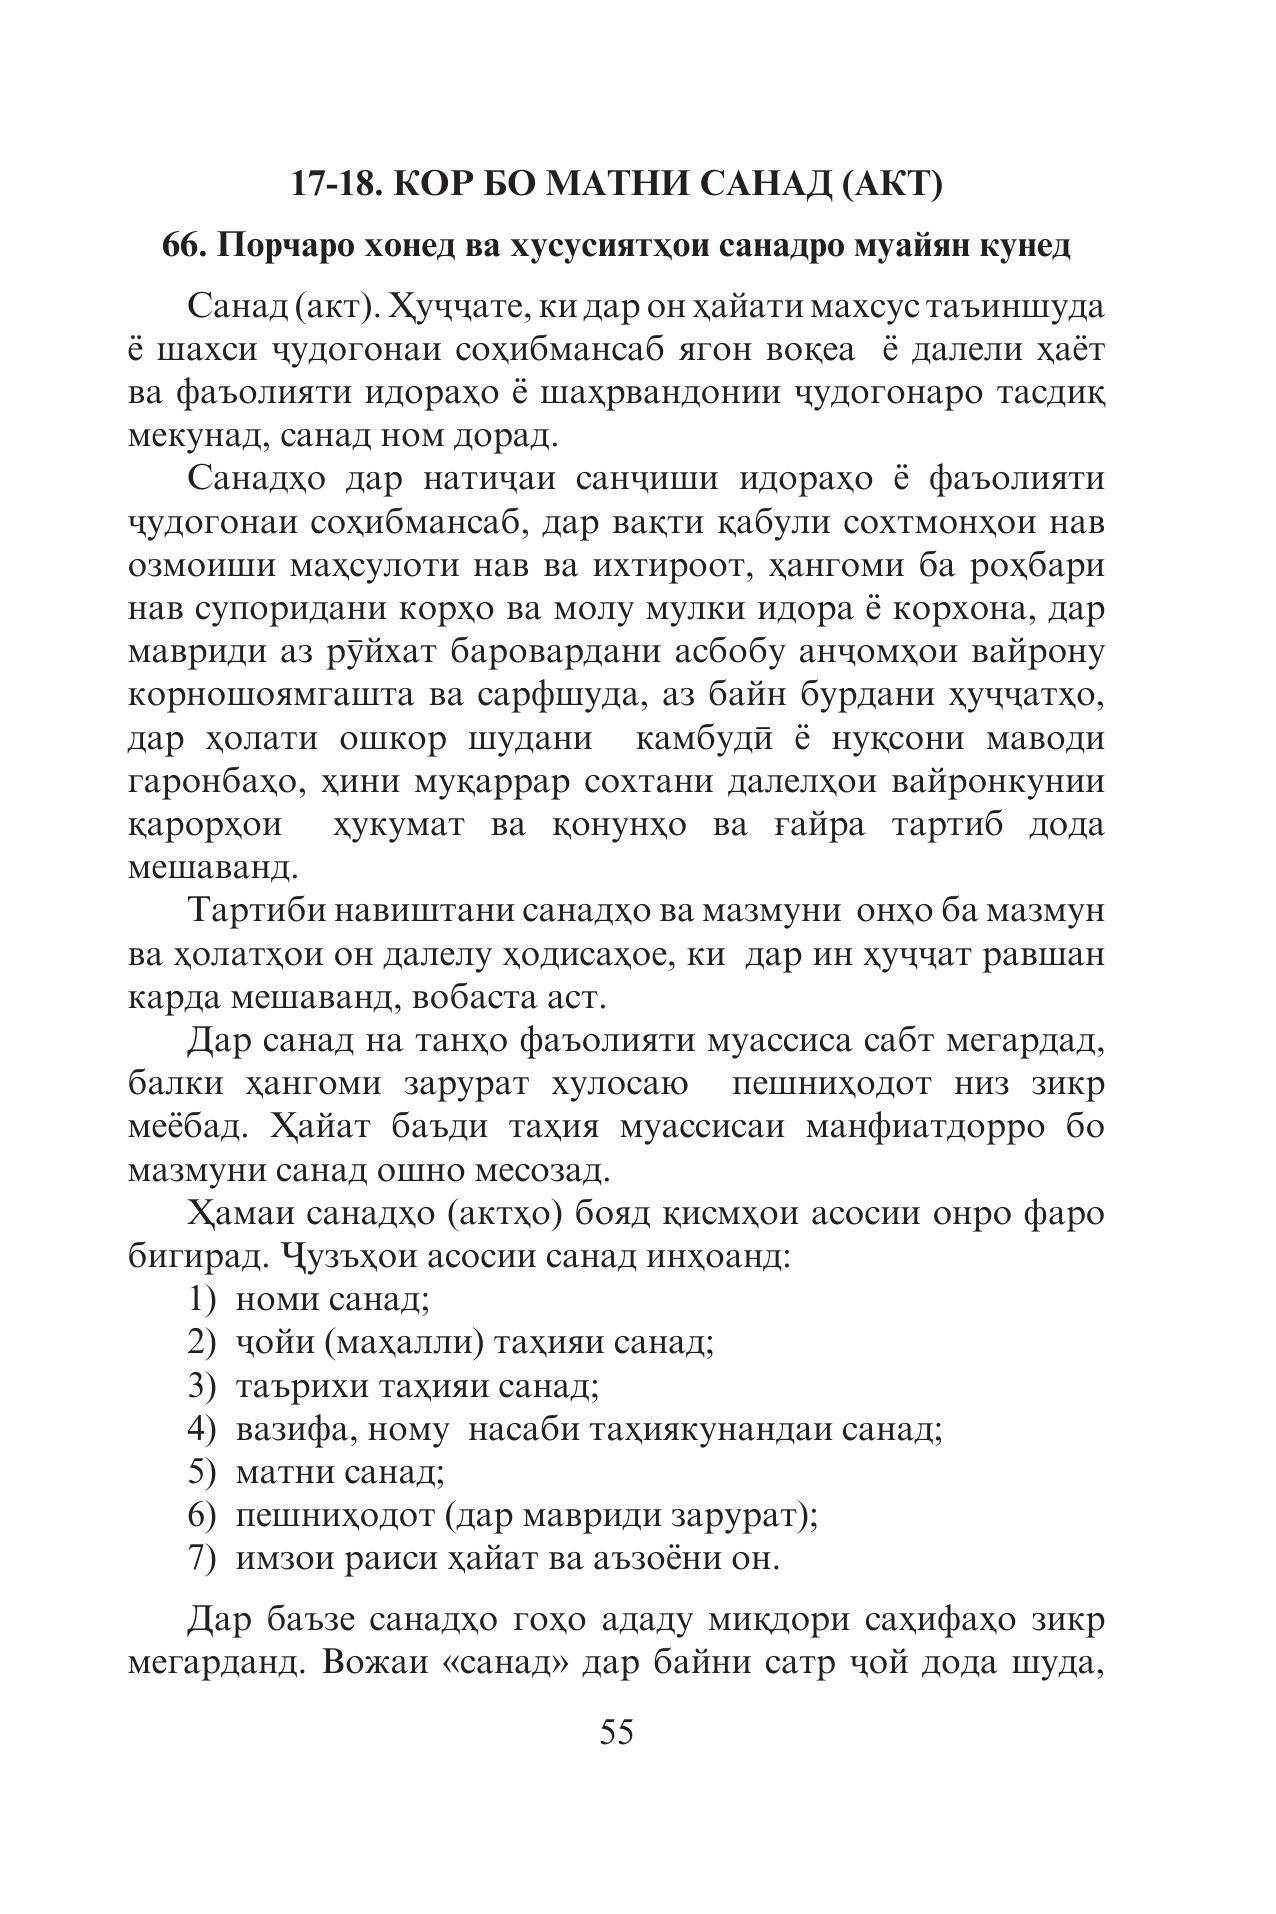 17-18. КОР БО МАТНИ САНАД (АКТ)
66. Порчаро хонед ва хусусиятҳои санадро муайян кунед
Санад (акт). Ҳуҷҷате, ки дар он ҳайати махсус таъиншуда
ё шахси ҷудогонаи соҳибмансаб ягон воқеа ё далели ҳаёт
ва фаъолияти идораҳо ё шаҳрвандонии ҷудогонаро тасдиқ
мекунад, санад ном дорад.
Санадҳо дар натиҷаи санҷиши идораҳо ё фаъолияти
ҷудогонаи соҳибмансаб, дар вақти қабули сохтмонҳои нав
озмоиши маҳсулоти нав ва ихтироот, ҳангоми ба роҳбари
нав супоридани корҳо ва молу мулки идора ё корхона, дар
мавриди аз рӯйхат баровардани асбобу анҷомҳои вайрону
корношоямгашта ва сарфшуда, аз байн бурдани ҳуҷҷатҳо,
дар ҳолати ошкор шудани камбудӣ ё нуқсони маводи
гаронбаҳо, ҳини муқаррар сохтани далелҳои вайронкунии
қарорҳои ҳукумат ва қонунҳо ва ғайра тартиб дода
мешаванд.
Тартиби навиштани санадҳо ва мазмуни онҳо ба мазмун
ва ҳолатҳои он далелу ҳодисаҳое, ки дар ин ҳуҷҷат равшан
карда мешаванд, вобаста аст.
Дар санад на танҳо фаъолияти муассиса сабт мегардад,
балки ҳангоми зарурат хулосаю пешниҳодот низ зикр
меёбад. Ҳайат баъди таҳия муассисаи манфиатдорро бо
мазмуни санад ошно месозад.
Ҳамаи санадҳо (актҳо) бояд қисмҳои асосии онро фаро
бигирад. Ҷузъҳои асосии санад инҳоанд:
1) номи санад;
2) ҷойи (маҳалли) таҳияи санад;
3) таърихи таҳияи санад;
4) вазифа, ному насаби таҳиякунандаи санад;
5) матни санад;
6) пешниҳодот (дар мавриди зарурат);
7) имзои раиси ҳайат ва аъзоёни он.
Дар баъзе санадҳо гоҳо ададу миқдори саҳифаҳо зикр
мегарданд. Вожаи «санад» дар байни сатр ҷой дода шуда,
55